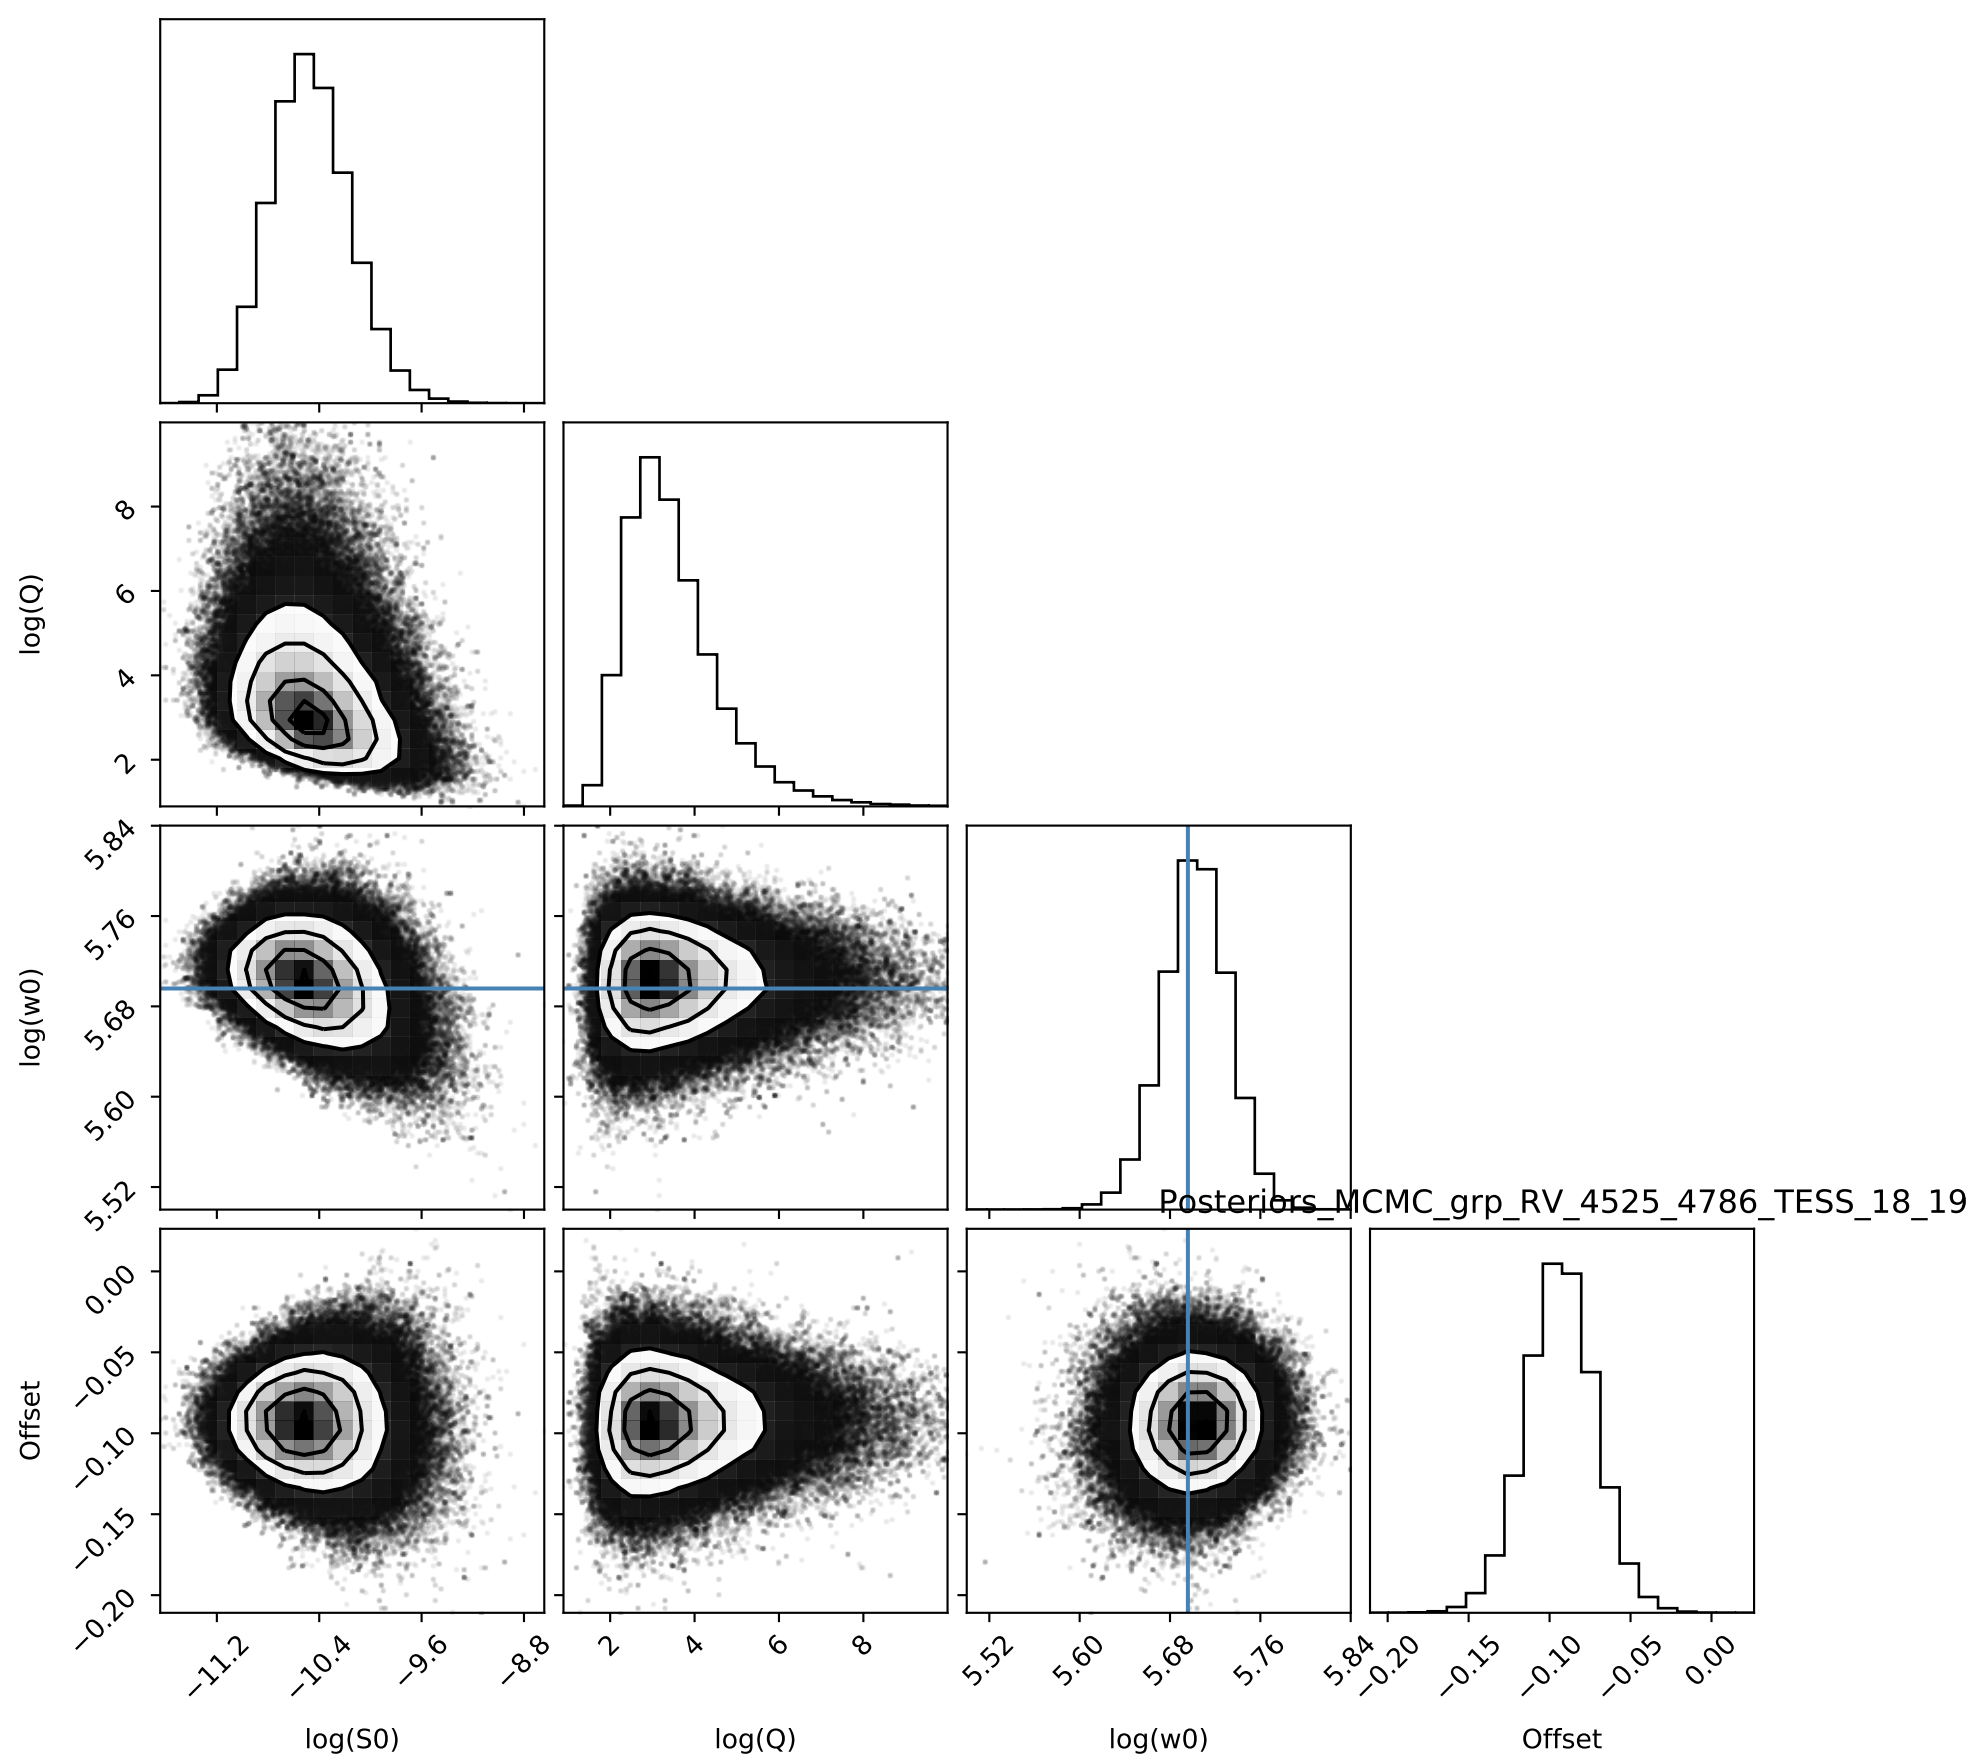 8
6
4
2
log(Q)
5.84
5.76
5.68
5.60
5.52
log(w0)
Posteriors_MCMC_grp_RV_4525_4786_TESS_18_19
0.00
−0.05
−0.10
−0.15
−0.20
Offset
−11.2 −10.4 −9.6 −8.8 2 4 6 8 5.52 5.60 5.68 5.76 5.84 −0.20 −0.15 −0.10 −0.05 0.00
log(S0) log(Q) log(w0) Offset